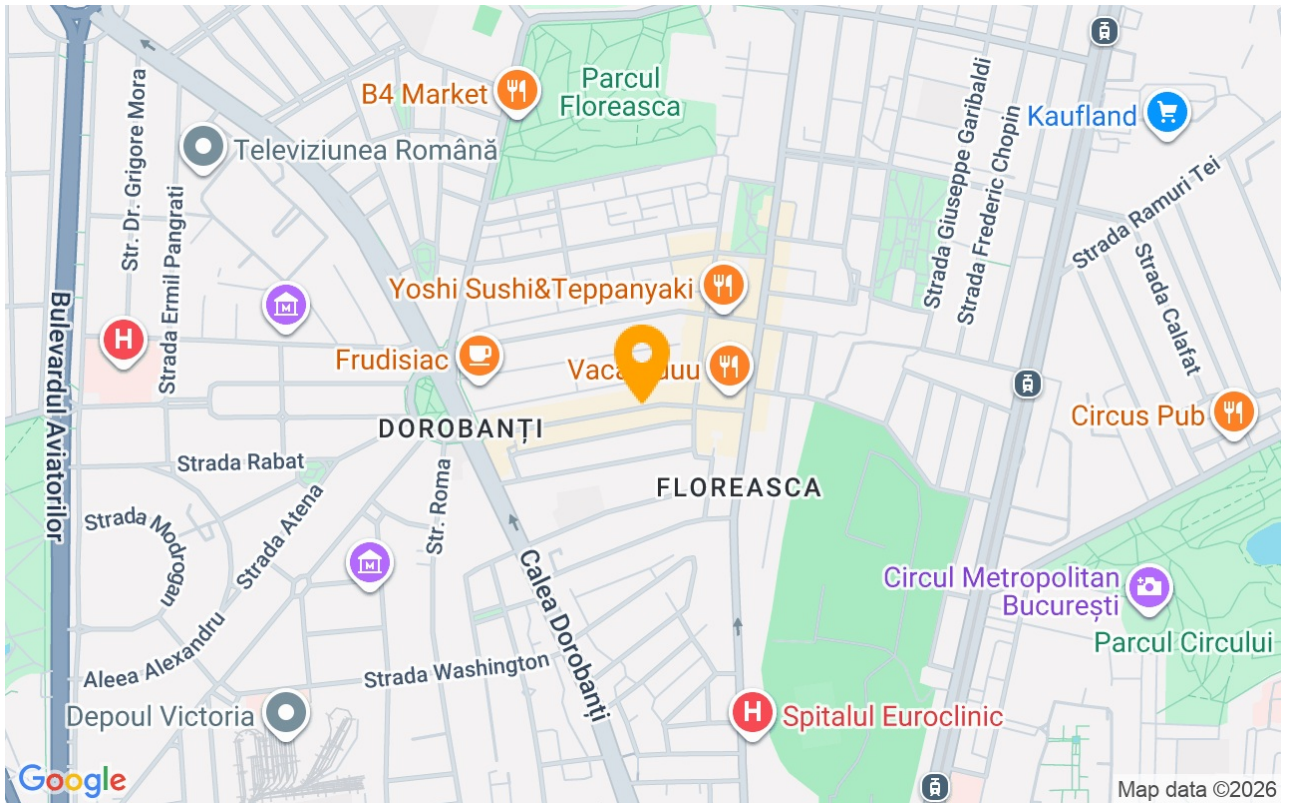 B4 Market
Parcul
Floreasca
Kaufland
Televiziunea Română
Str. Dr. Grigore Mora
Strada Ermil Pangrati
Strada Giuseppe Garibaldi
Strada Frederic Chopin
Strada Ramuri Tei
Strada Calafat
Yoshi Sushi&Teppanyaki
Bulevardul Aviatorilor
H
Frudisiac
Circus Pub
DOROBANȚI
Strada Rabat
FLOREASCA
Strada Modrogan
Strada Atena
Str. Roma
M
Calea Dorobanți
Circul Metropolitan
București
Parcul Circului
Aleea Alexandru
Strada Washington
Depoul Victoria
H
Spitalul Euroclinic
Google
Map data ©2026